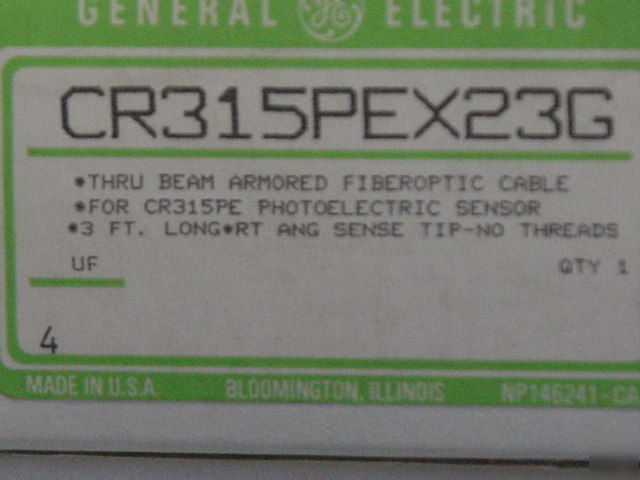 GENERAL GE ELECTRIC
CR315PEX23G
*THRU BEAM ARMORED FIBEROPTIC CABLE
*FOR CR315PE PHOTOELECTRIC SENSOR
*3 FT. LONG*RT ANG SENSE TIP-NO THREADS
UF QTY 1
4
MADE IN U.S.A. BLOOMINGTON, ILLINOIS NP146241-CA